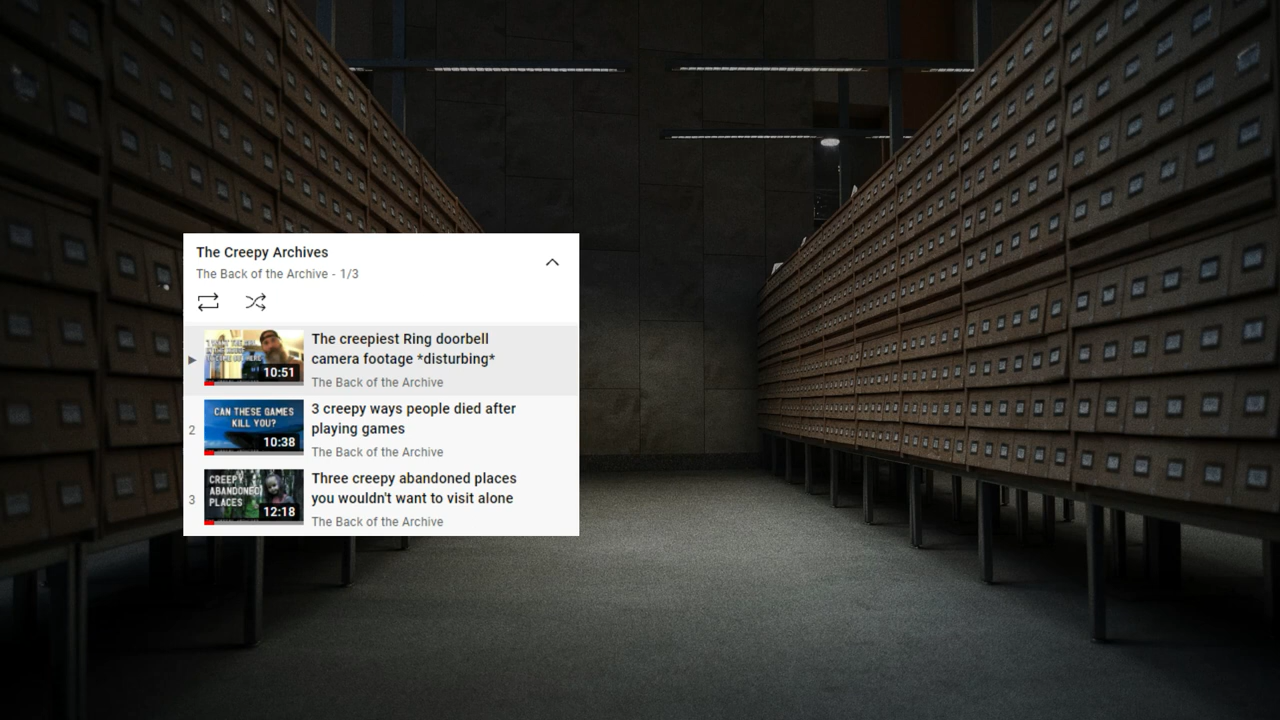 The Creepy Archives
The Back of the Archive - 1/3
10:51
The creepiest Ring doorbell
camera footage *disturbing*
The Back of the Archive
2
CAN THESE GAMES
KILL YOU?
10:38
3 creepy ways people died after
playing games
The Back of the Archive
3
CREEPY
ABANDONED
PLACES
12:18
Three creepy abandoned places
you wouldn't want to visit alone
The Back of the Archive